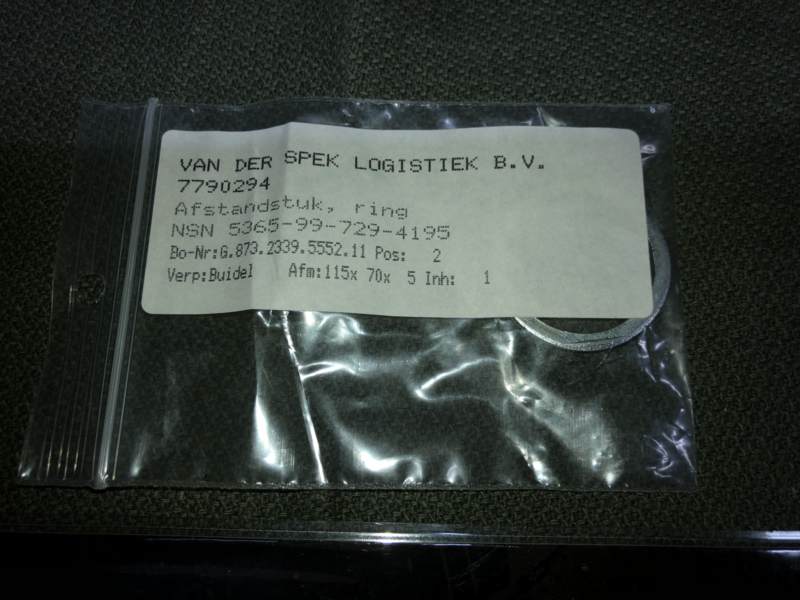 VAN DER SPEK LOGISTIEK B.V.
7790294
Afstandstuk, ring
NSN 5365-99-729-4195
Bo-Nr:G.873.2339.5552.11 Pos: 2
Verp:Buidel Afm:115x 70x 5 Inh: 1